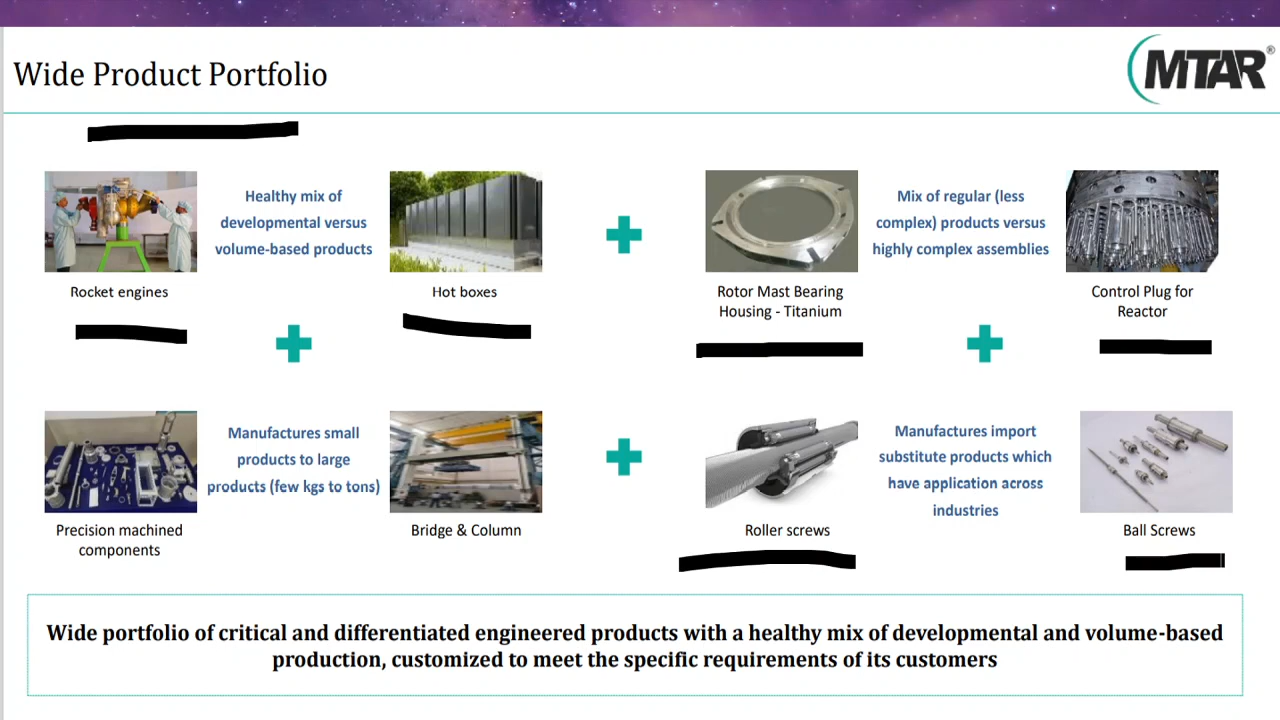 Wide Product Portfolio
MTAR®
Healthy mix of
developmental versus
volume-based products
Mix of regular (less
complex) products versus
highly complex assemblies
Rocket engines
Hot boxes
Rotor Mast Bearing
Housing - Titanium
Control Plug for
Reactor
Manufactures small
products to large
products (few kgs to tons)
Manufactures import
substitute products which
have application across
industries
Precision machined
components
Bridge & Column
Roller screws
Ball Screws
Wide portfolio of critical and differentiated engineered products with a healthy mix of developmental and volume-based
production, customized to meet the specific requirements of its customers